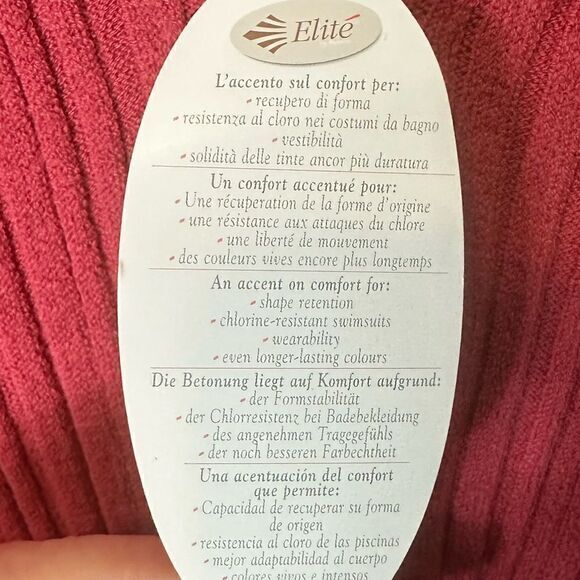 Elité
L'accento sul confort per:
- recupero di forma
- resistenza al cloro nei costumi da bagno
- vestibilità
- solidità delle tinte ancor più duratura
Un confort accentué pour:
- Une récupération de la forme d'origine
- une résistance aux attaques du chlore
- une liberté de mouvement
- des couleurs vives encore plus longtemps
An accent on comfort for:
- shape retention
- chlorine-resistant swimsuits
- wearability
- even longer-lasting colours
Die Betonung liegt auf Komfort aufgrund:
- der Formstabilität
- der Chlorresistenz bei Badebekleidung
- des angenehmen Tragegefühls
- der noch besseren Farbechtheit
Una acentuación del confort
que permite:
- Capacidad de recuperar su forma
de origen
- resistencia al cloro de las piscinas
- mejor adaptabilidad al cuerpo
- colores vivos e intensos